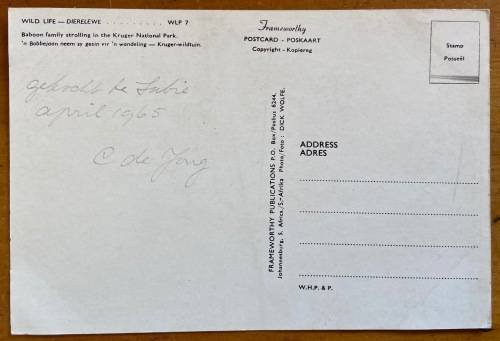 WILD LIFE — DIERELEWE . . . . . . . . . . WLP 7
Baboon family strolling in the Kruger National Park.
'n Bobbejaan neem sy gesin vir 'n wandeling — Kruger-wildtuin.
Frameworthy
POSTCARD - POSKAART
Copyright - Kopiereg
Stamp
Posseël
gekocht te Sabie
april 1965
C de Jong
FRAMEWORTHY PUBLICATIONS P.O. Box/Posbus 6244,
Johannesburg, S. Africa/S.-Afrika Photo/Foto : DICK WOLFE.
ADDRESS
ADRES
W.H.P. & P.